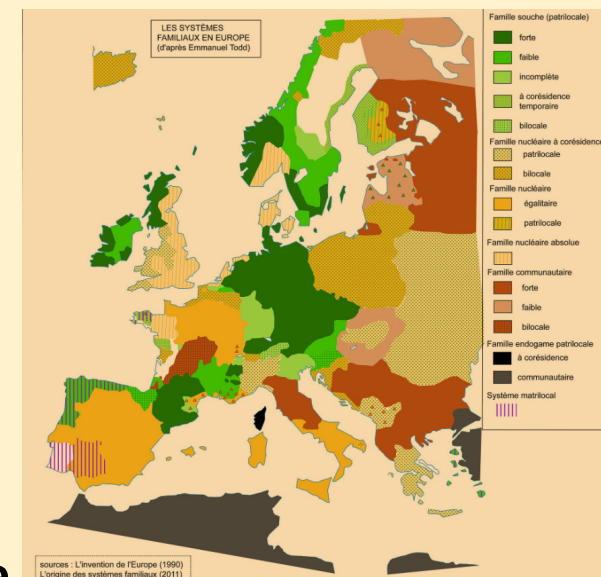 LES SYSTÈMES
FAMILIAUX EN EUROPE
(d'après Emmanuel Todd)
Famille souche (patrilocale)
forte
faible
incomplète
à corésidence
temporaire
bilocale
Famille nucléaire à corésidence
patrilocale
bilocale
Famille nucléaire
égalitaire
patrilocale
Famille nucléaire absolue
Famille communautaire
forte
faible
bilocale
Famille endogame patrilocale
à corésidence
communautaire
Système matrilocal
sources : L'invention de l'Europe (1990)
L'origine des systèmes familiaux (2011)